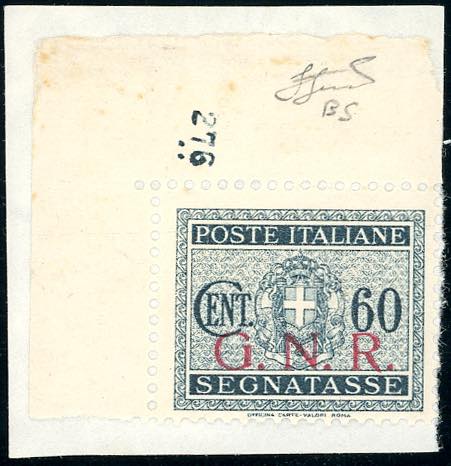 BS
276.
POSTE ITALIANE
CENT. 60
G. N. R.
SEGNATASSE
OFFICINA CARTE-VALORI ROMA